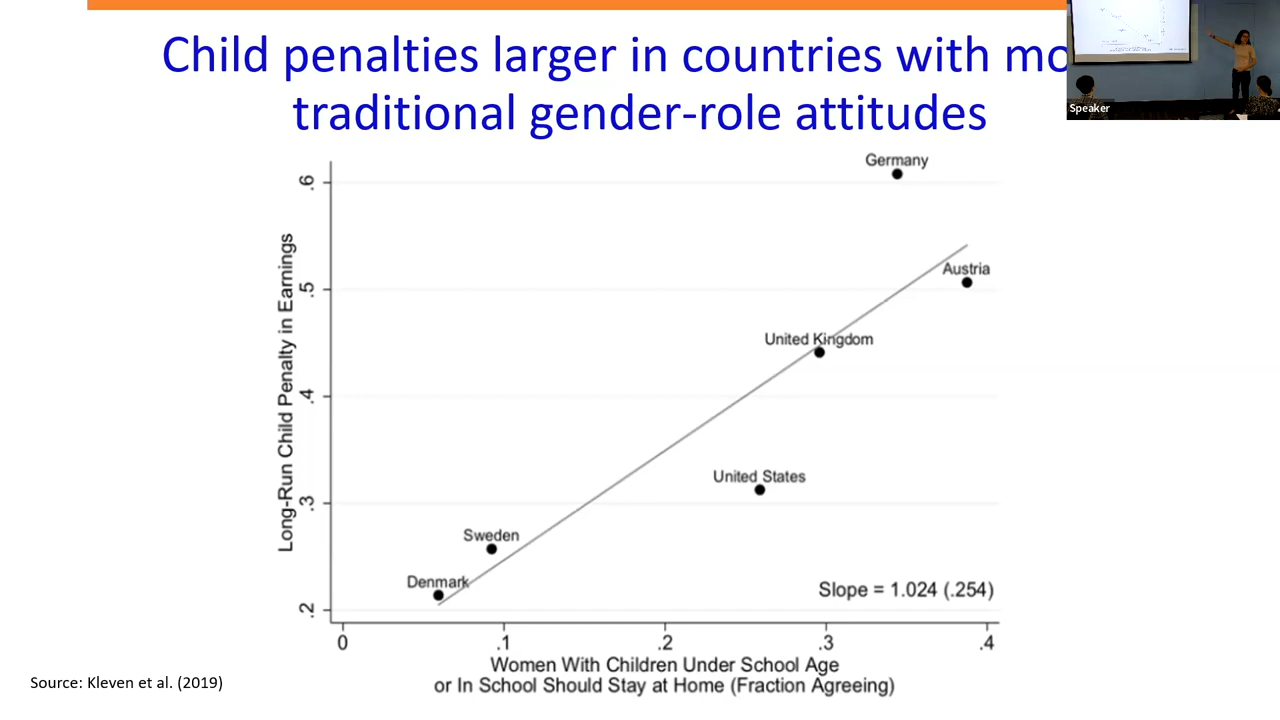 Child penalties larger in countries with mo
traditional gender-role attitudes
Speaker
Germany
.6
Austria
.5
United Kingdom
.4
United States
.3
Sweden
Denmark
Slope = 1.024 (.254)
.2
Long-Run Child Penalty in Earnings
0
.1
.2
.3
.4
Women With Children Under School Age
or In School Should Stay at Home (Fraction Agreeing)
Source: Kleven et al. (2019)